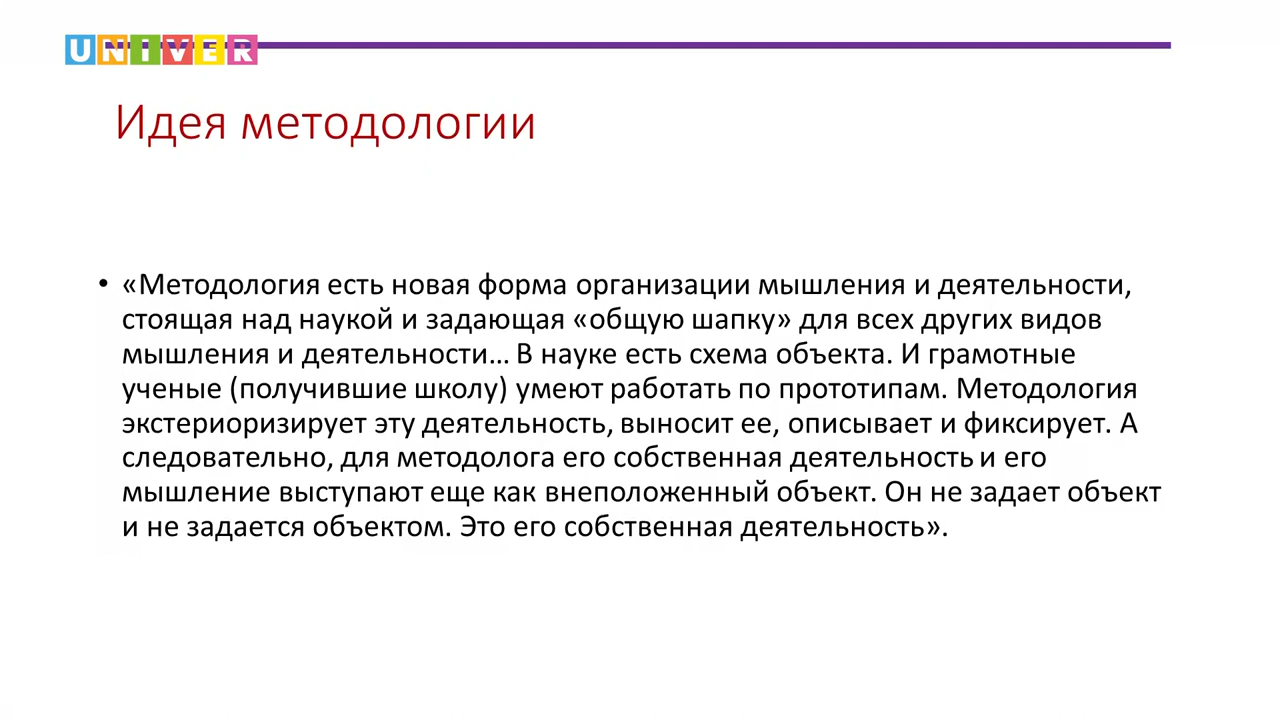 UNIVER
Идея методологии
• «Методология есть новая форма организации мышления и деятельности,
стоящая над наукой и задающая «общую шапку» для всех других видов
мышления и деятельности... В науке есть схема объекта. И грамотные
ученые (получившие школу) умеют работать по прототипам. Методология
экстериоризирует эту деятельность, выносит ее, описывает и фиксирует. А
следовательно, для методолога его собственная деятельность и его
мышление выступают еще как внеположенный объект. Он не задает объект
и не задается объектом. Это его собственная деятельность».